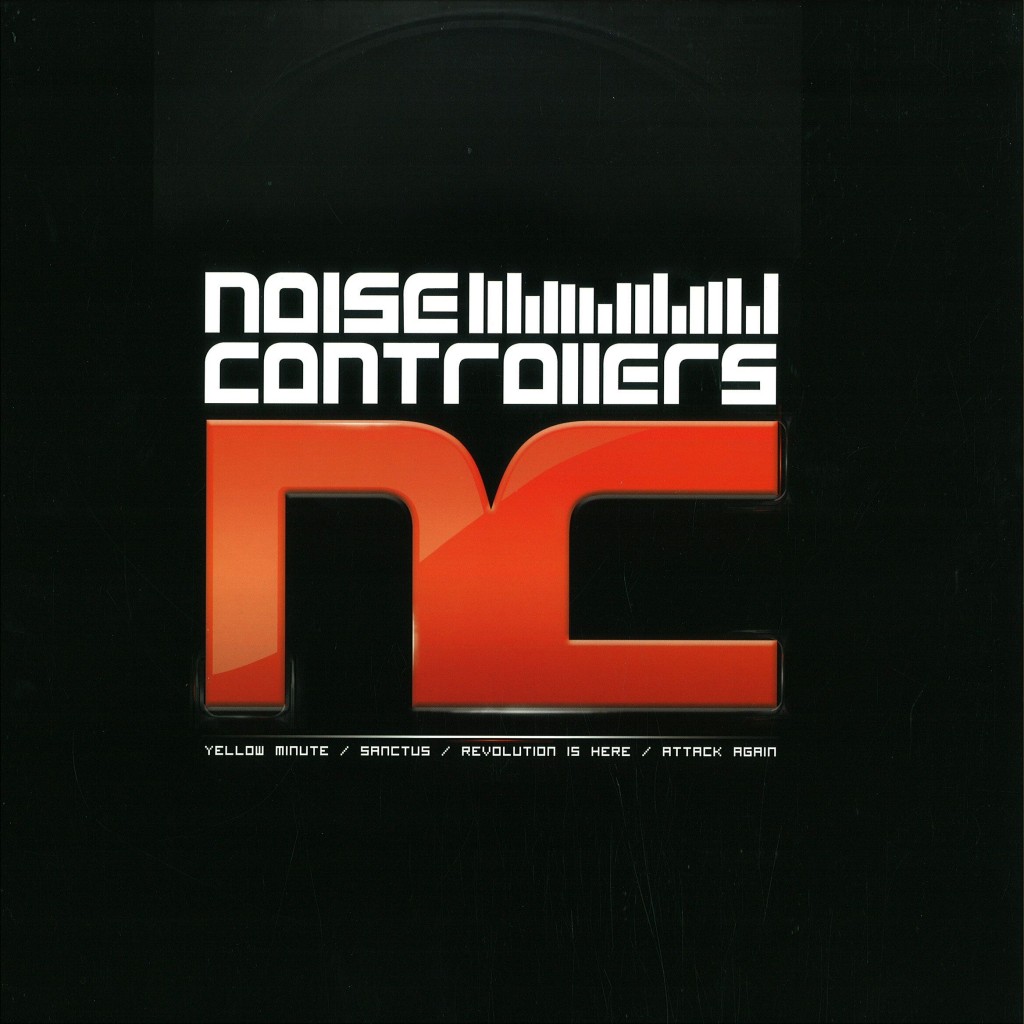 NOISE
CONTROLLERS
NC
YELLOW MINUTE / SANCTUS / REVOLUTION IS HERE / ATTACK AGAIN